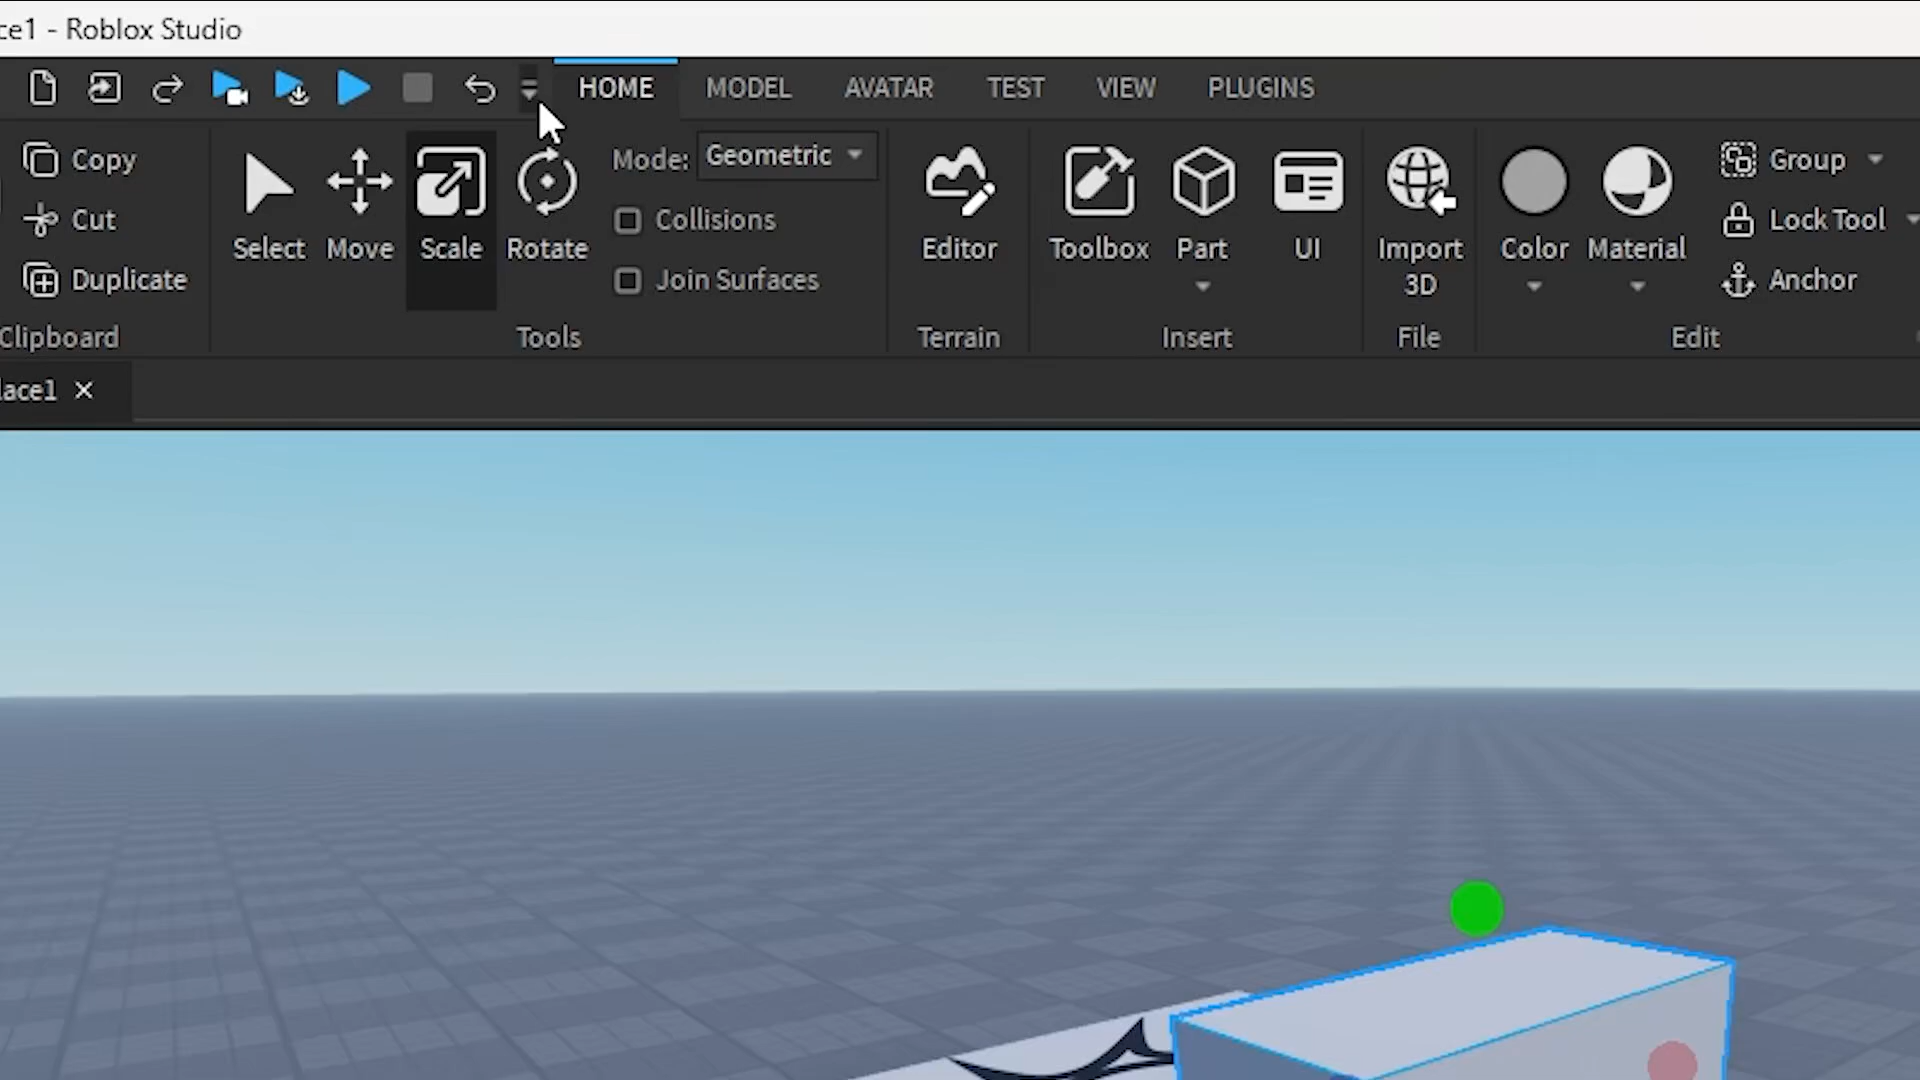 ce1 - Roblox Studio
HOME MODEL AVATAR TEST VIEW PLUGINS
Copy
Cut
Duplicate
Clipboard
Select Move Scale Rotate
Mode: Geometric
Collisions
Join Surfaces
Tools
Editor
Terrain
Toolbox Part UI
Insert
Import
3D
File
Color Material
Group
Lock Tool
Anchor
Edit
lace1